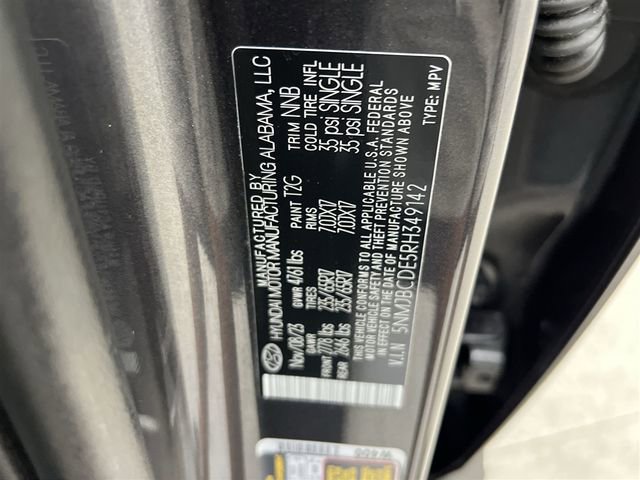 MANUFACTURED BY
HYUNDAI MOTOR MANUFACTURING ALABAMA, LLC
Nov/08/23 GVWR 4761 lbs PAINT T2G TRIM NNB
GAWR TIRES RIMS COLD TIRE INFL
FRONT 2778 lbs 235/65R17 7.0JX17 35 psi SINGLE
REAR 2646 lbs 235/65R17 7.0JX17 35 psi SINGLE
THIS VEHICLE CONFORMS TO ALL APPLICABLE U.S.A. FEDERAL
MOTOR VEHICLE SAFETY AND THEFT PREVENTION STANDARDS
IN EFFECT ON THE DATE OF MANUFACTURE SHOWN ABOVE
V.I.N 5NMJBCDE5RH349142 TYPE: MPV
W400